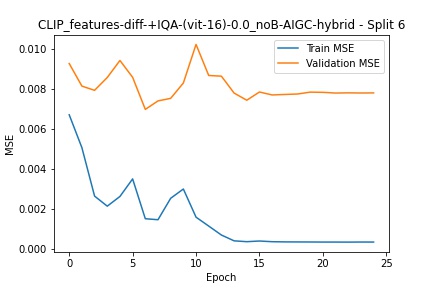 CLIP_features-diff-+IQA-(vit-16)-0.0_noB-AIGC-hybrid - Split 6
Train MSE
Validation MSE
0.010
0.008
0.006
0.004
0.002
0.000
MSE
0
5
10
15
20
25
Epoch